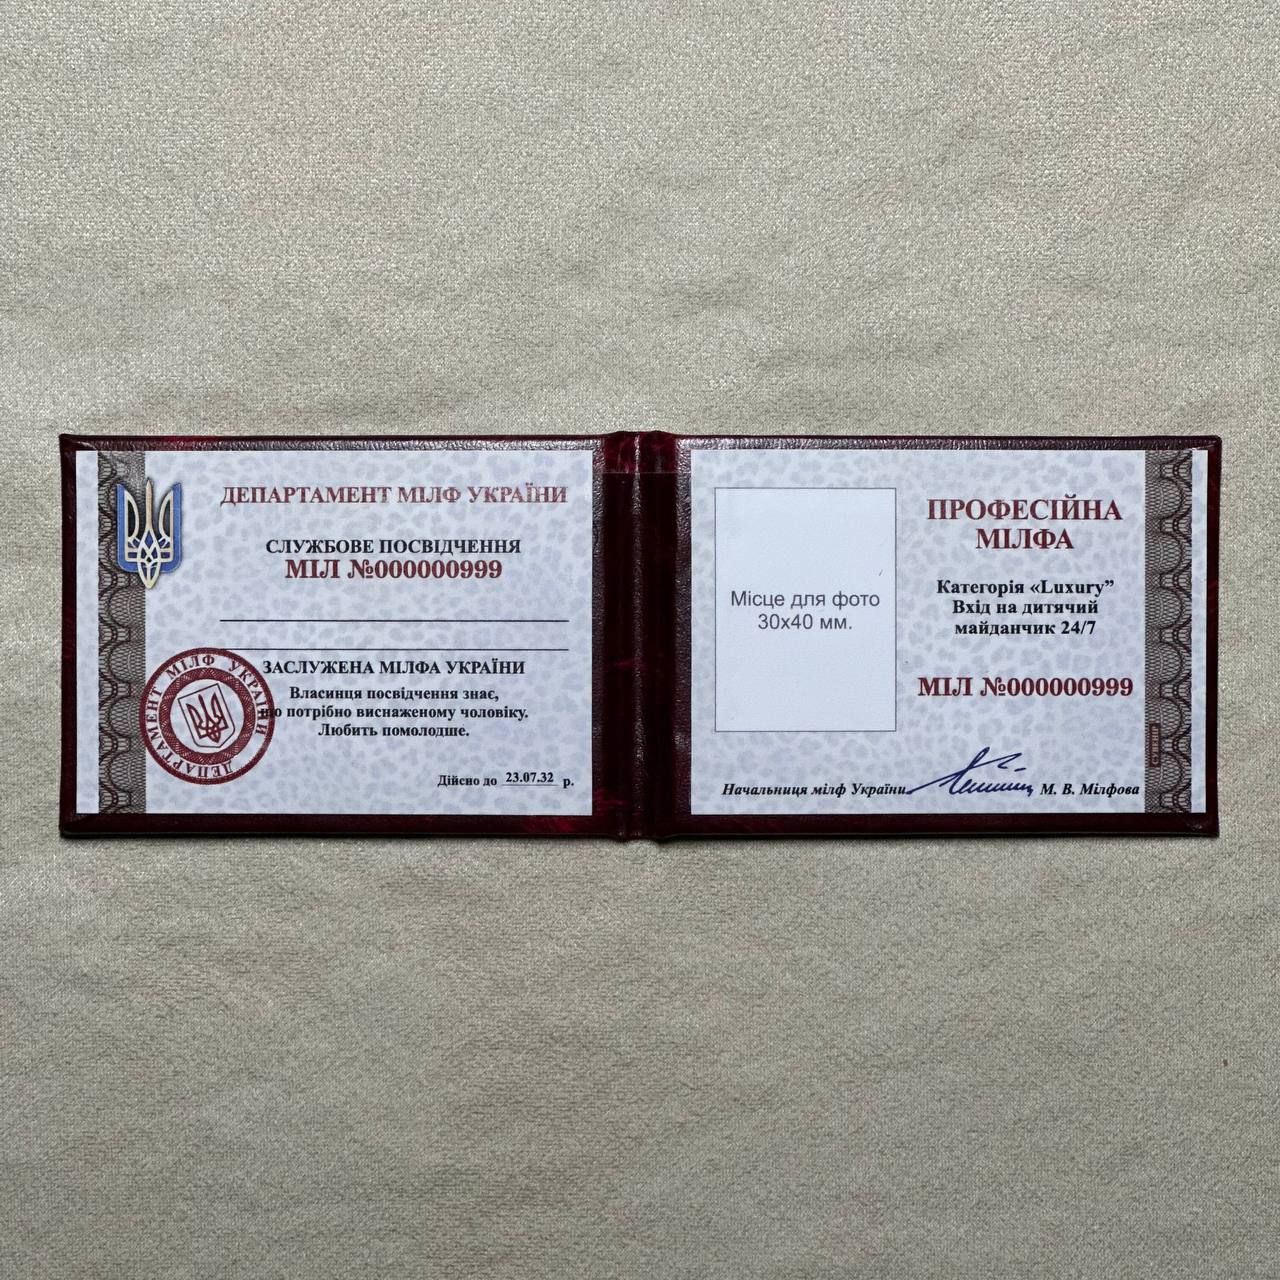 ДЕПАРТАМЕНТ МІЛФ УКРАЇНИ
СЛУЖБОВЕ ПОСВІДЧЕННЯ
МІЛ №000000999
ЗАСЛУЖЕНА МІЛФА УКРАЇНИ
Власинця посвідчення знає,
що потрібно виснаженому чоловіку.
Любить помолодше.
Дійсно до 23.07.32 р.
ДЕПАРТАМЕНТ МІЛФ УКРАЇНИ
Місце для фото
30х40 мм.
ПРОФЕСІЙНА
МІЛФА
Категорія «Luxury”
Вхід на дитячий
майданчик 24/7
МІЛ №000000999
Начальниця мілф України М. В. Мілфова